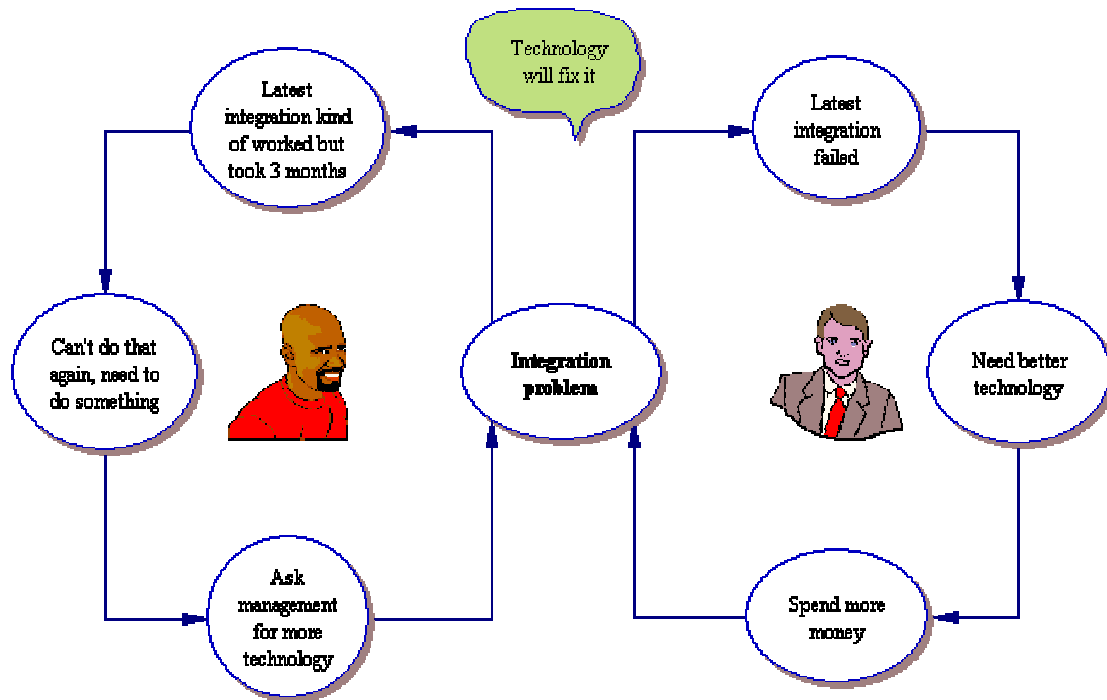 Technology
will fix it
Latest
integration kind
of worked but
took 3 months
Latest
integration
failed
Can't do that
again, need to
do something
Integration
problem
Need better
technology
Ask
management
for more
technology
Spend more
money